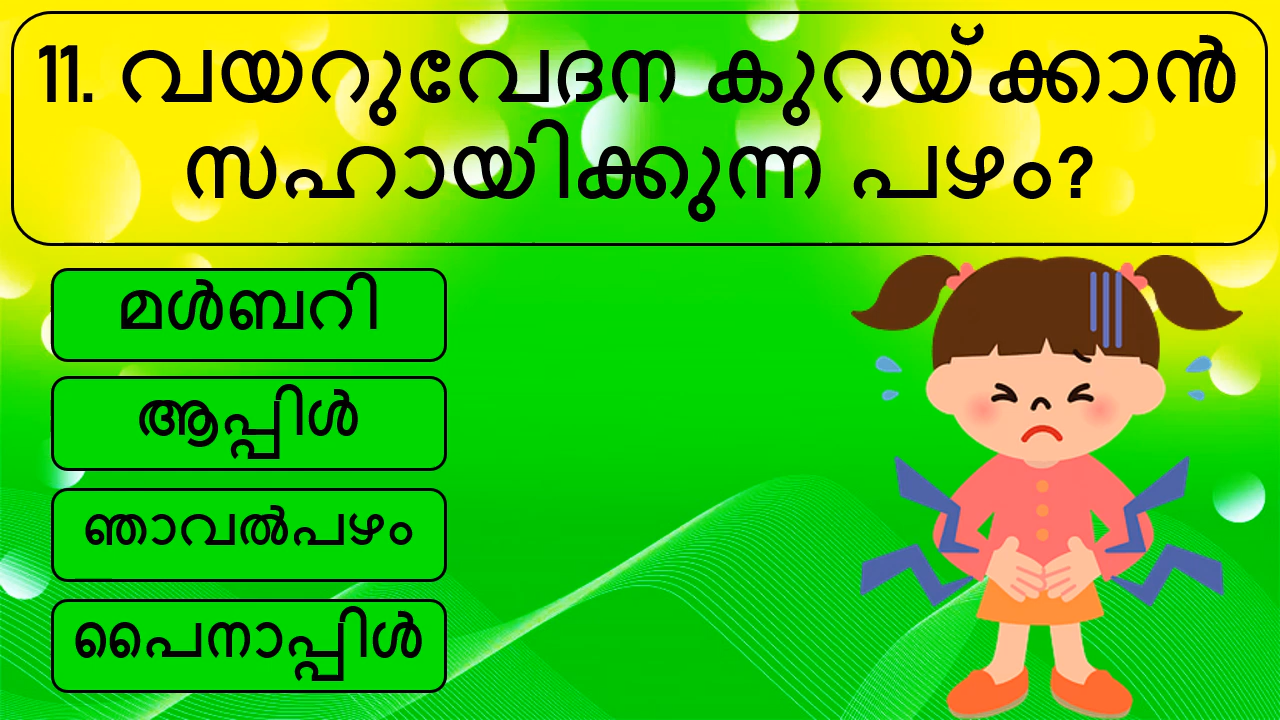 11. വയറുവേദന കുറയ്ക്കാൻ
സഹായിക്കുന്ന പഴം?
മൾബറി
ആപ്പിൾ
ഞാവൽപഴം
പൈനാപ്പിൾ